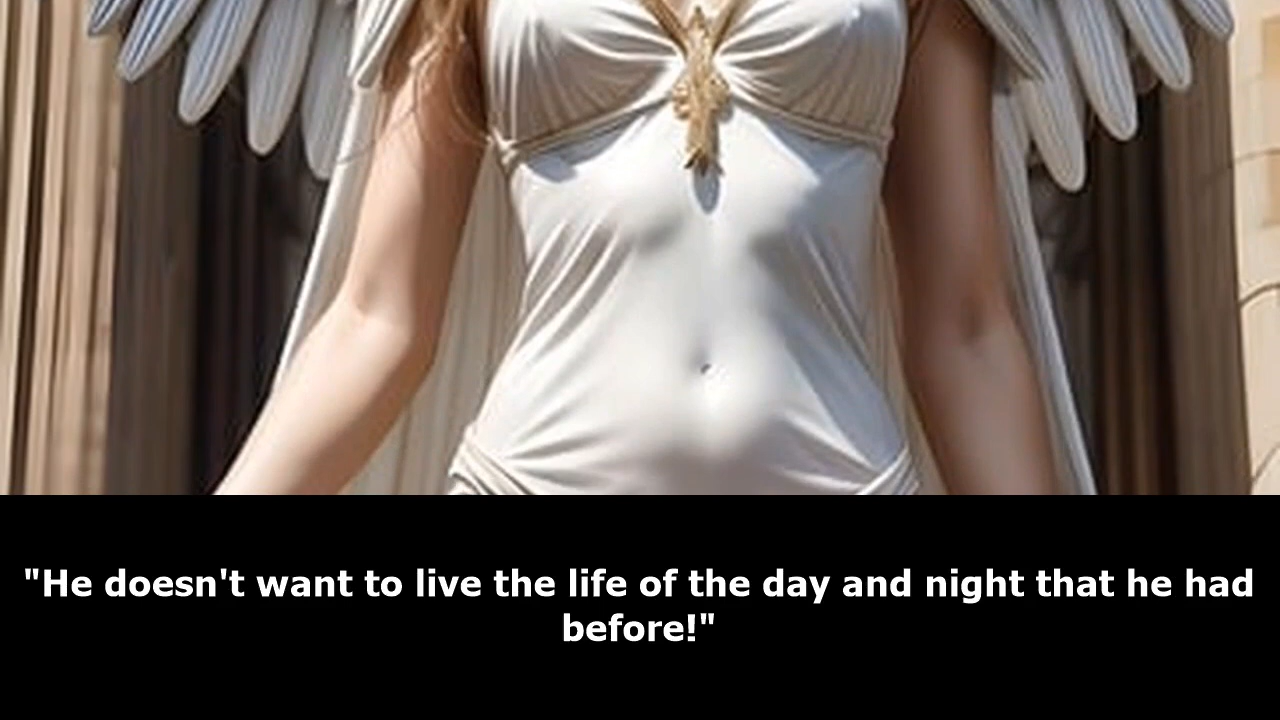 "He doesn't want to live the life of the day and night that he had
before!"